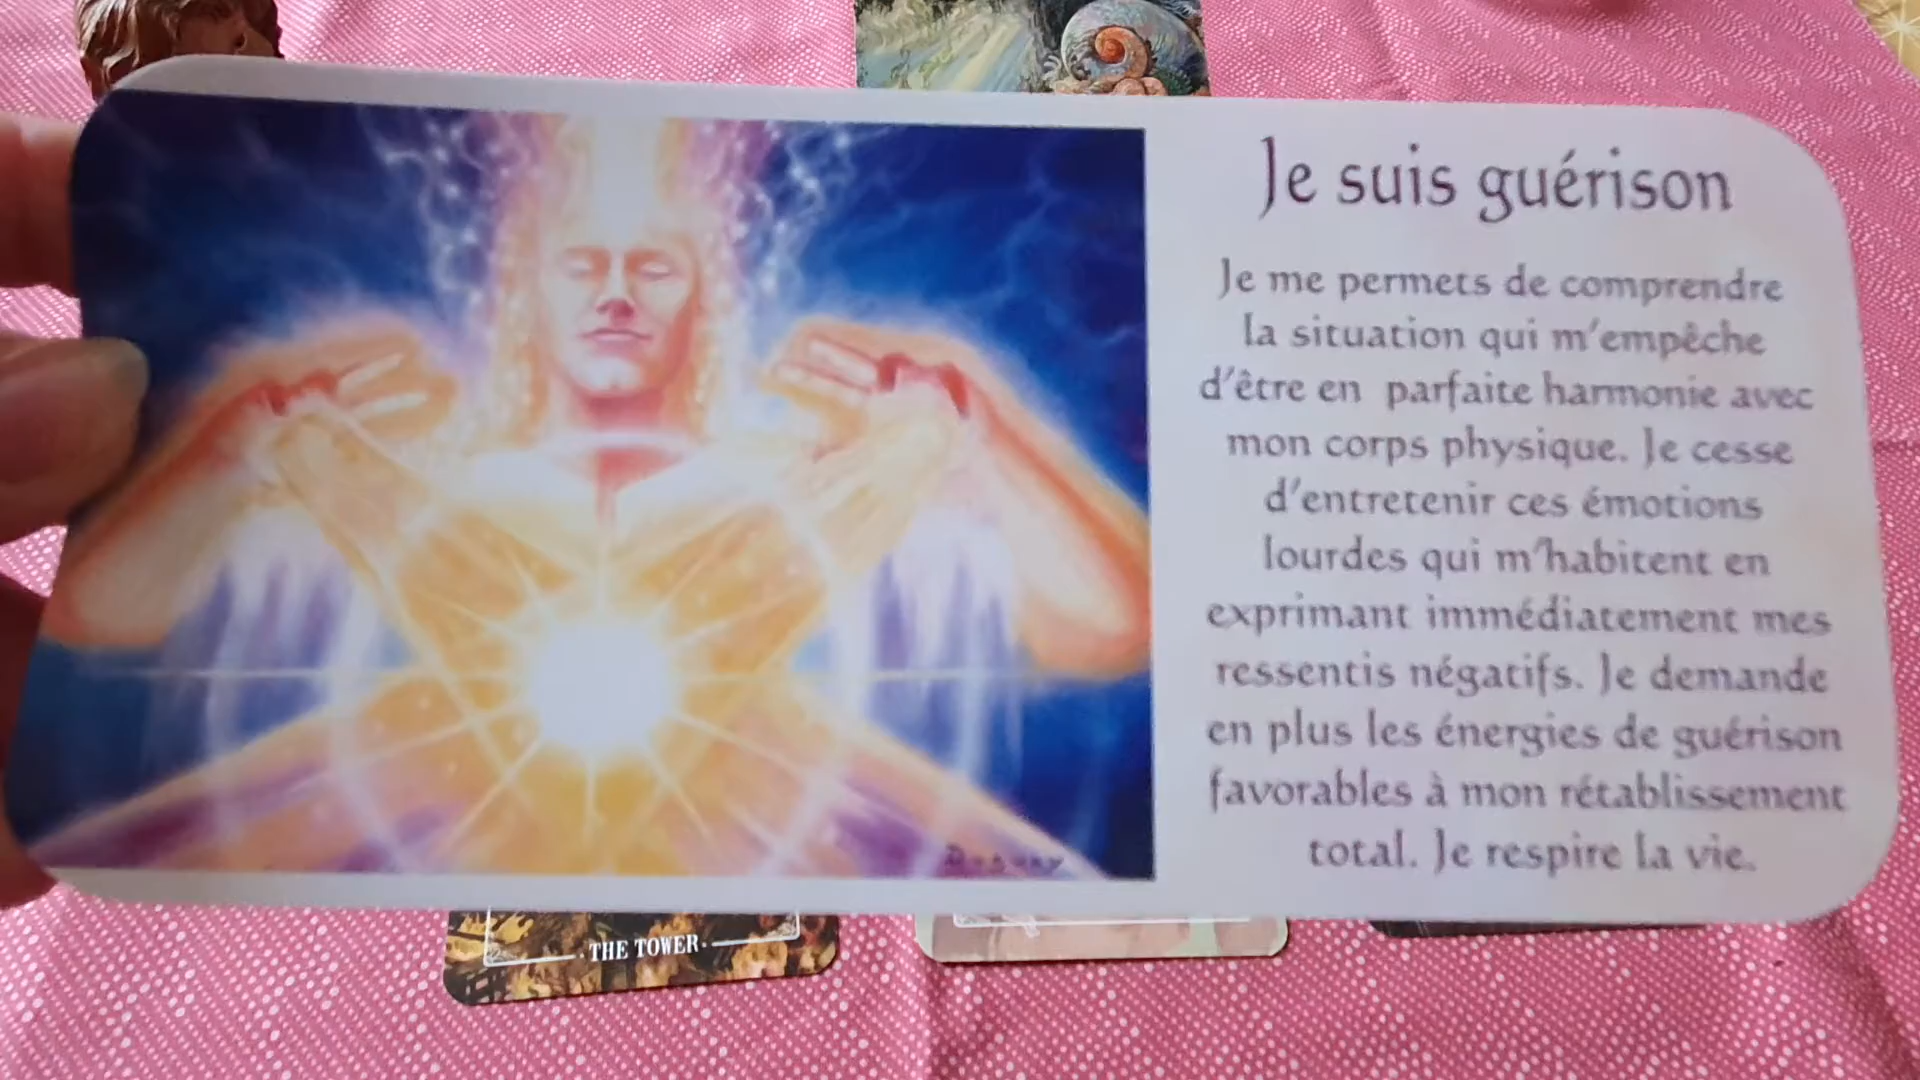 Je suis guérison
Je me permets de comprendre
la situation qui m'empêche
d'être en parfaite harmonie avec
mon corps physique. Je cesse
d'entretenir ces émotions
lourdes qui m'habitent en
exprimant immédiatement mes
ressentis négatifs. Je demande
en plus les énergies de guérison
favorables à mon rétablissement
total. Je respire la vie.
THE TOWER